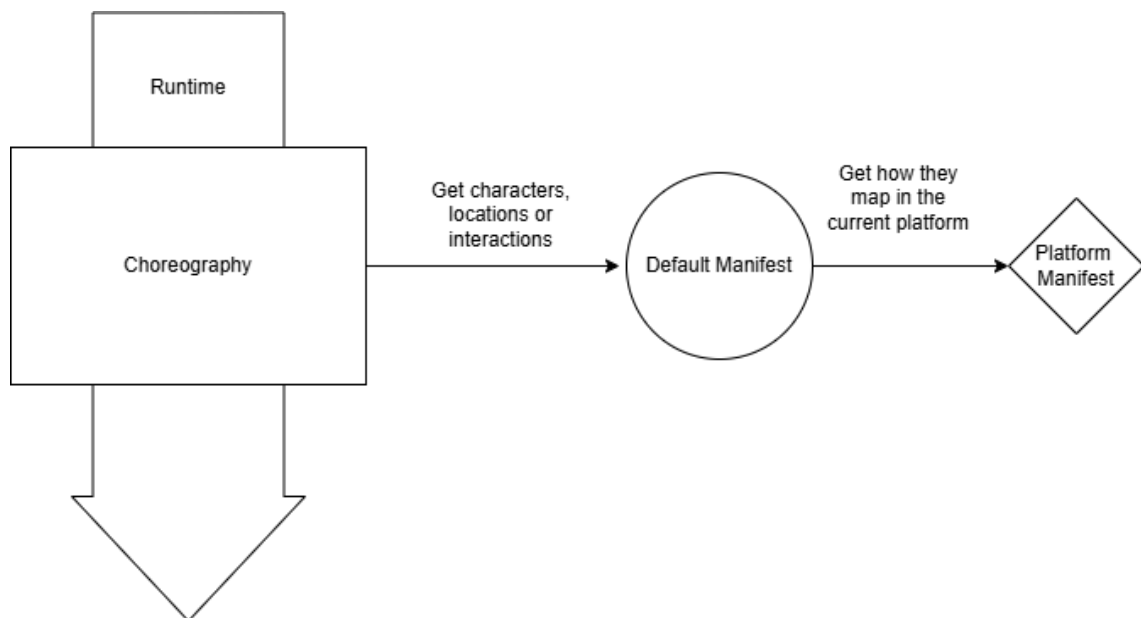 Runtime
Choreography
Get characters,
locations or
interactions
Default Manifest
Get how they
map in the
current platform
Platform
Manifest